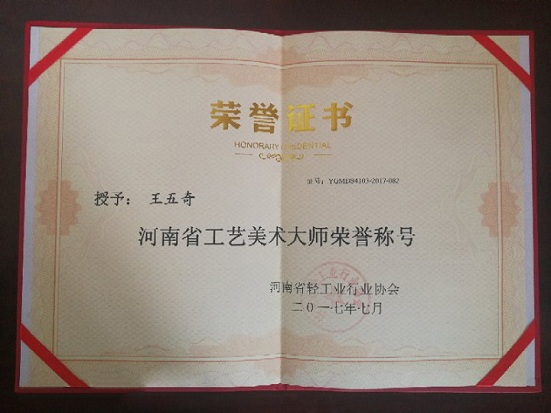 荣誉证书
HONORARY CREDENTIAL
证号：YGMDS4103-2017-082
授予： 王五奇
河南省工艺美术大师荣誉称号
河南省轻工业行业协会
二〇一七年七月